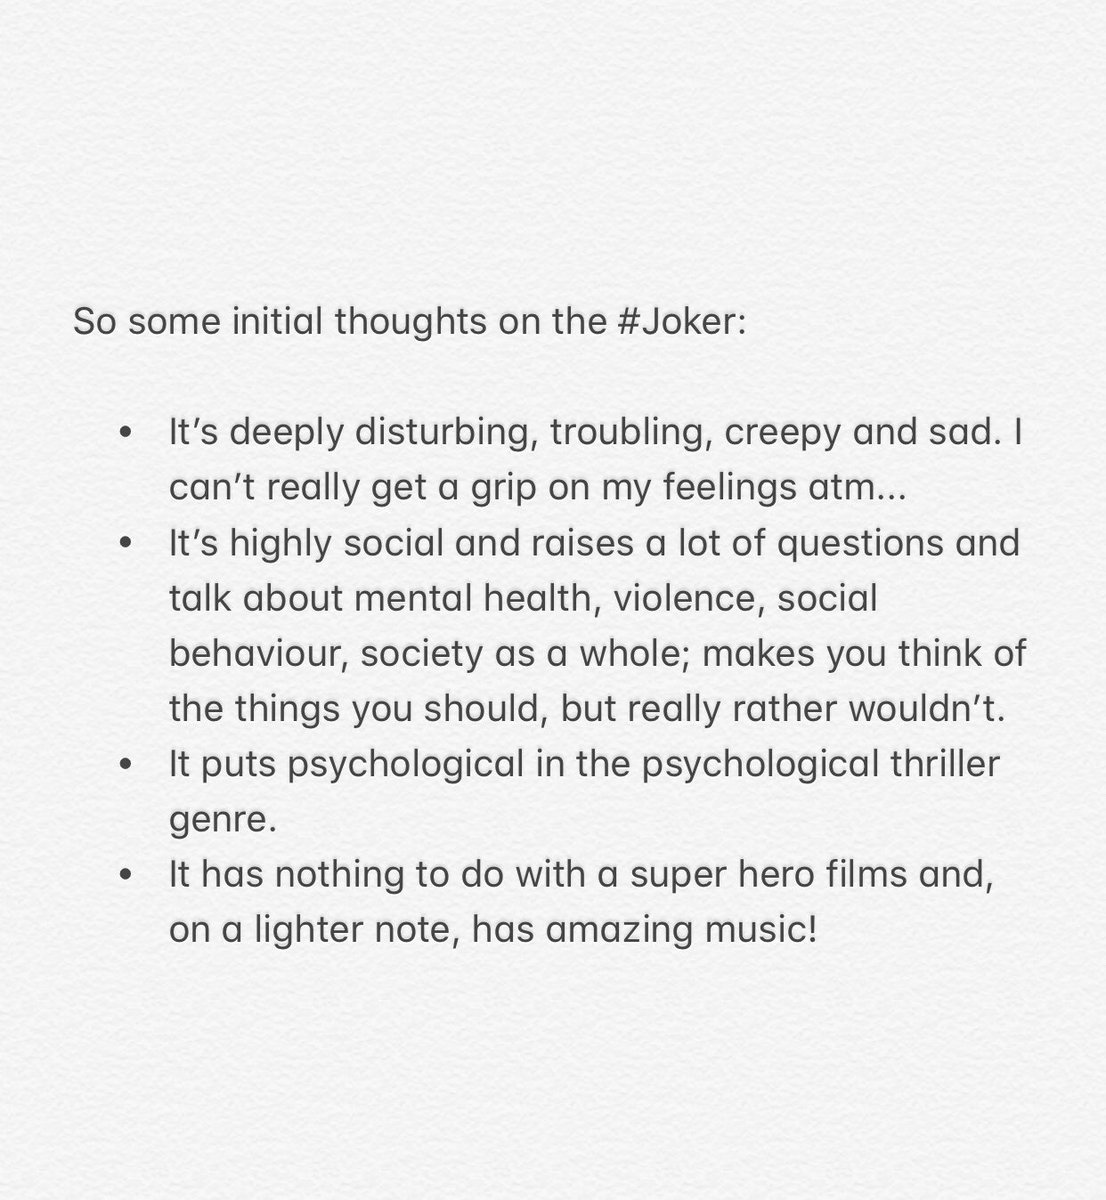 So some initial thoughts on the #Joker:
• It’s deeply disturbing, troubling, creepy and sad. I
can’t really get a grip on my feelings atm...
• It’s highly social and raises a lot of questions and
talk about mental health, violence, social
behaviour, society as a whole; makes you think of
the things you should, but really rather wouldn’t.
• It puts psychological in the psychological thriller
genre.
• It has nothing to do with a super hero films and,
on a lighter note, has amazing music!